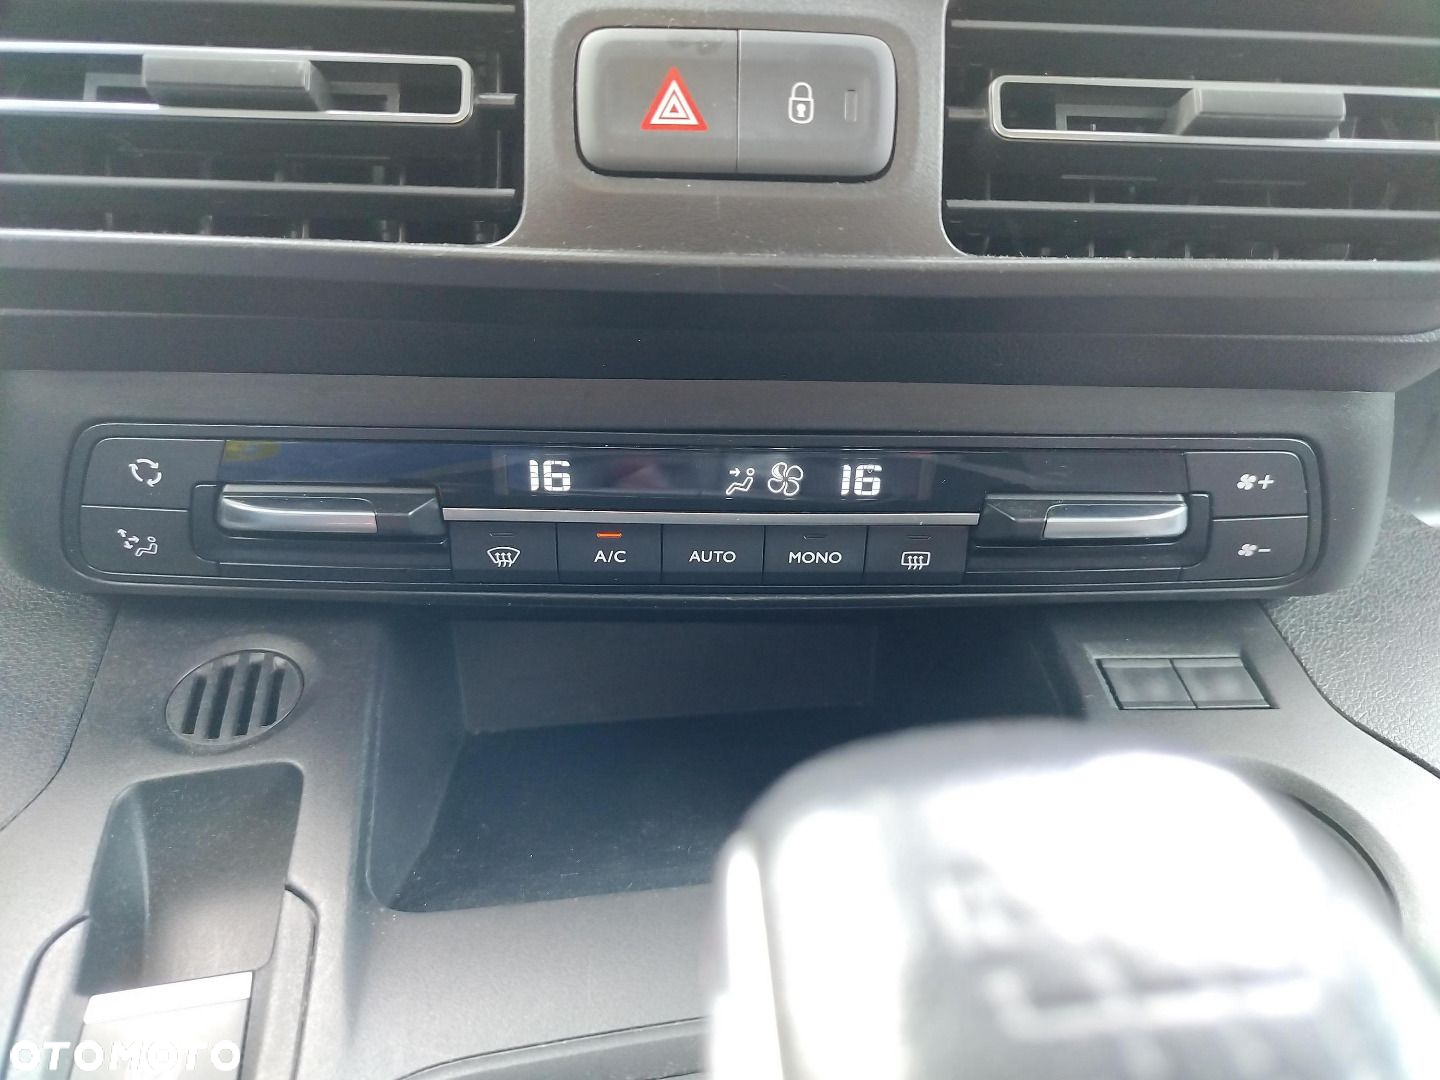 16 16
+
A/C AUTO MONO
-
OTOMOTO